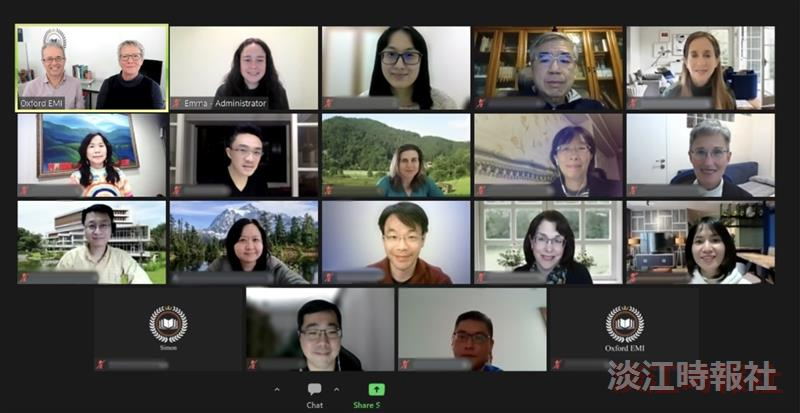 Oxford EMI
Emma - Administrator
Simon
Oxford EMI
Chat
Share S
淡江時報社